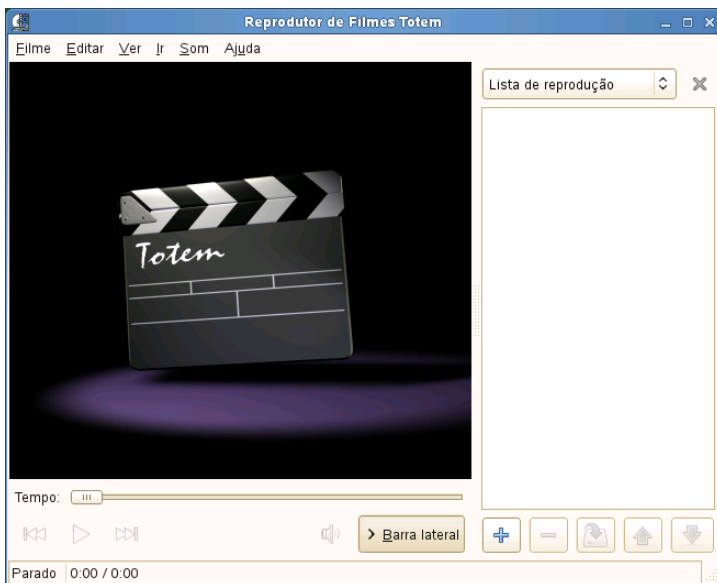 Reprodutor de Filmes Totem
Filme Editar Ver Ir Som Ajuda
Lista de reprodução
Totem
Tempo:
Barra lateral
Parado 0:00 / 0:00